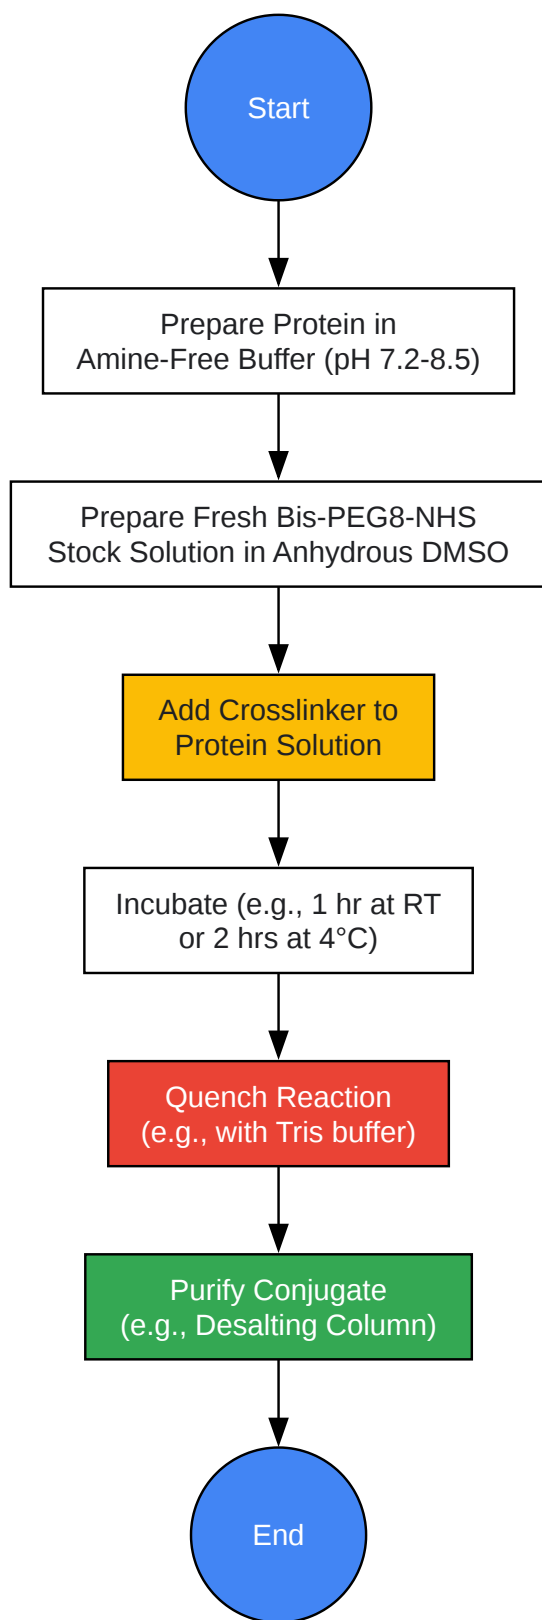 Start
Prepare Protein in
Amine-Free Buffer (pH 7.2-8.5)
Prepare Fresh Bis-PEG8-NHS
Stock Solution in Anhydrous DMSO
Add Crosslinker to
Protein Solution
Incubate (e.g., 1 hr at RT
or 2 hrs at 4°C)
Quench Reaction
(e.g., with Tris buffer)
Purify Conjugate
(e.g., Desalting Column)
End